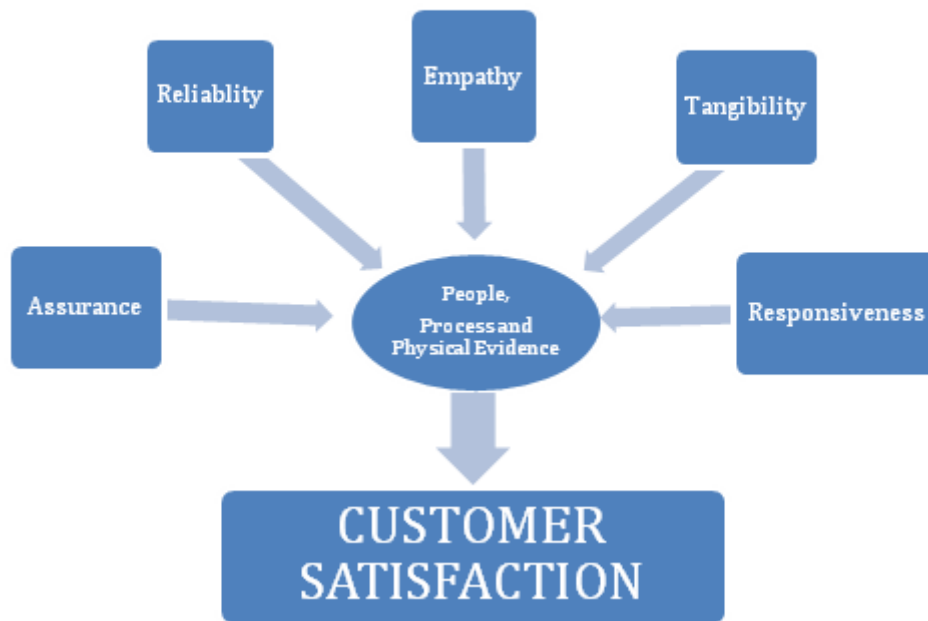 Reliablity
Empathy
Tangibility
Assurance
People,
Process and
Physical Evidence
Responsiveness
CUSTOMER
SATISFACTION